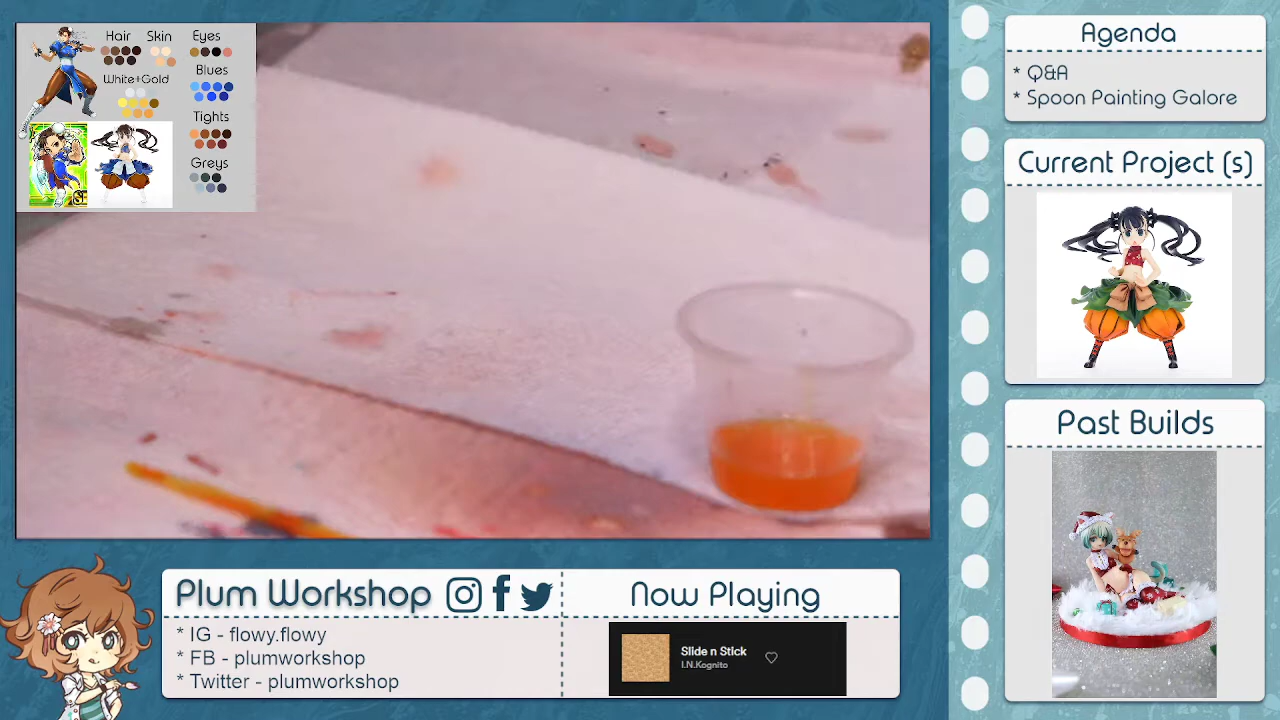 Hair
Skin
Eyes
White+Gold
Blues
Tights
Greys
Agenda
* Q&A
* Spoon Painting Galore
Current Project (s)
Past Builds
Plum Workshop
* IG - flowy.flowy
* FB - plumworkshop
* Twitter - plumworkshop
Now Playing
Slide n Stick
I.N.Kognito